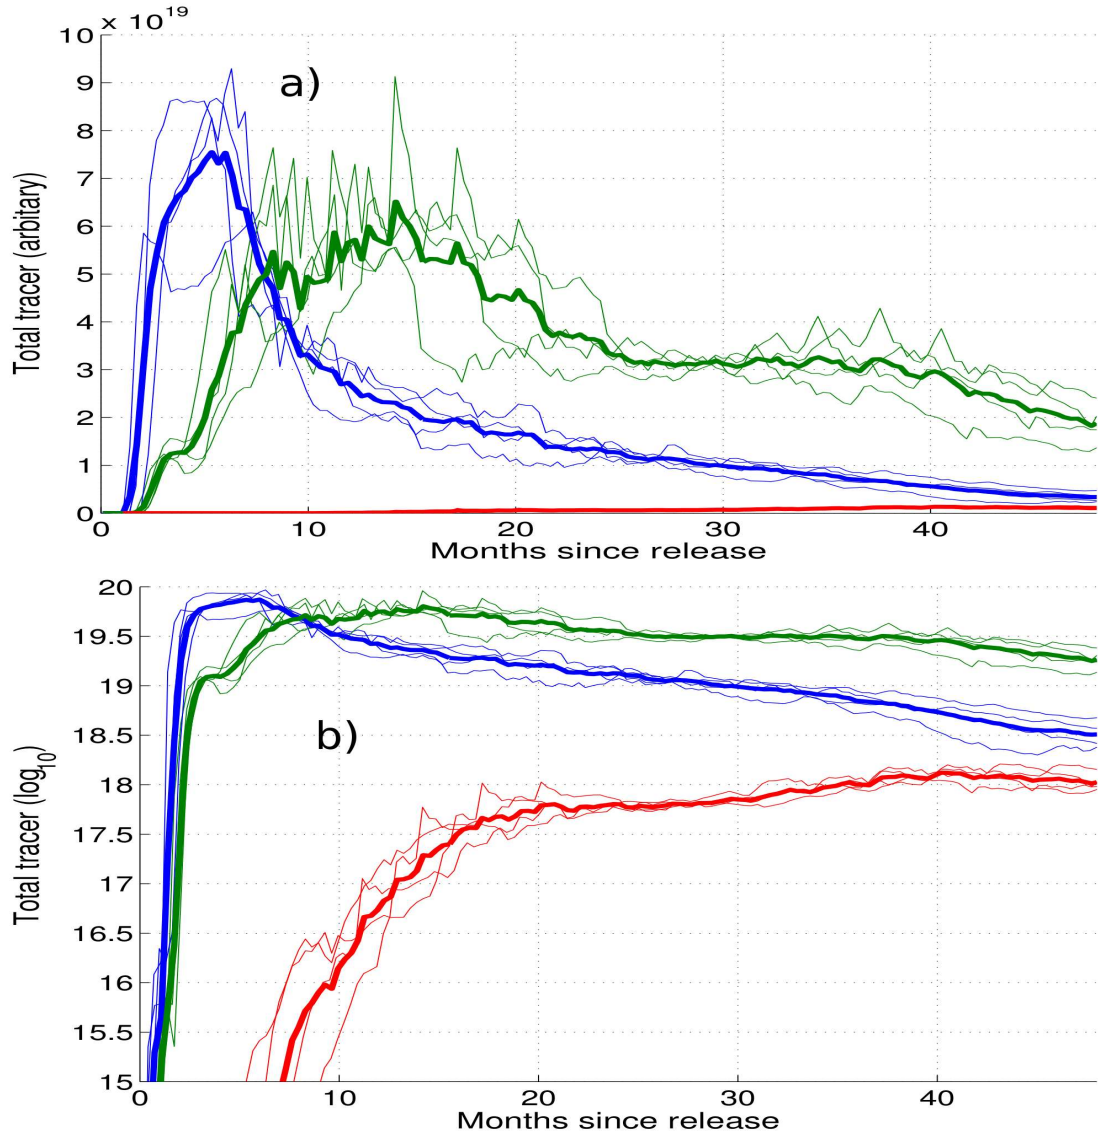 × 10^19
10
a)
9
8
7
6
5
4
3
2
1
0
Total tracer (arbitary)
0 10 20 30 40
Months since release
20
19.5
19
18.5
b)
18
17.5
17
16.5
16
15.5
15
Total tracer (log_10)
0 10 20 30 40
Months since release